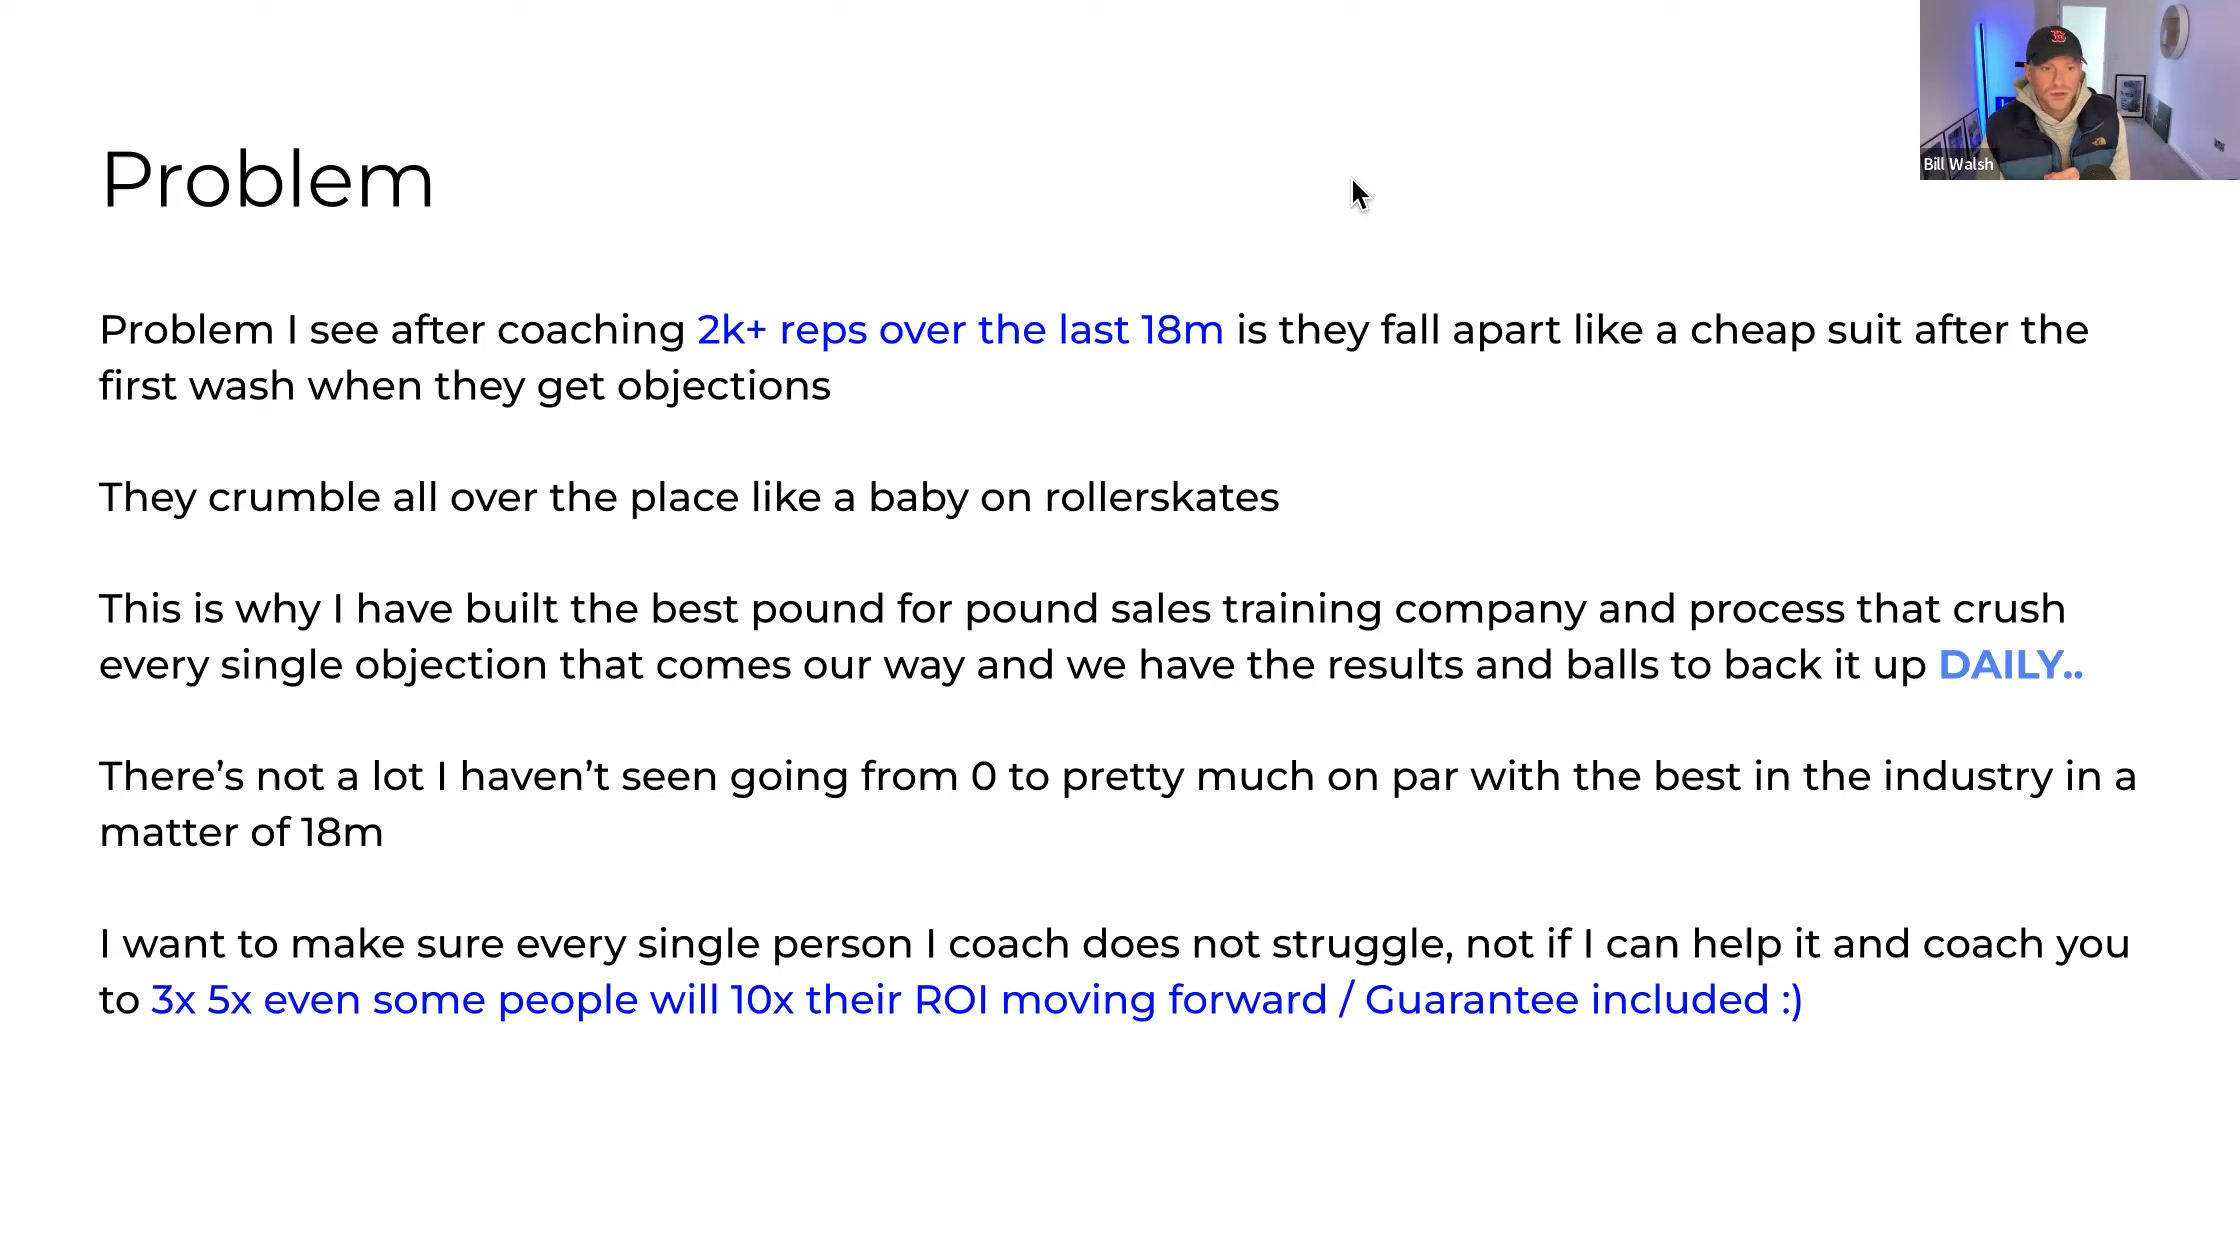 Bill Walsh
Problem
Problem I see after coaching 2k+ reps over the last 18m is they fall apart like a cheap suit after the
first wash when they get objections
They crumble all over the place like a baby on rollerskates
This is why I have built the best pound for pound sales training company and process that crush
every single objection that comes our way and we have the results and balls to back it up DAILY..
There’s not a lot I haven’t seen going from 0 to pretty much on par with the best in the industry in a
matter of 18m
I want to make sure every single person I coach does not struggle, not if I can help it and coach you
to 3x 5x even some people will 10x their ROI moving forward / Guarantee included :)